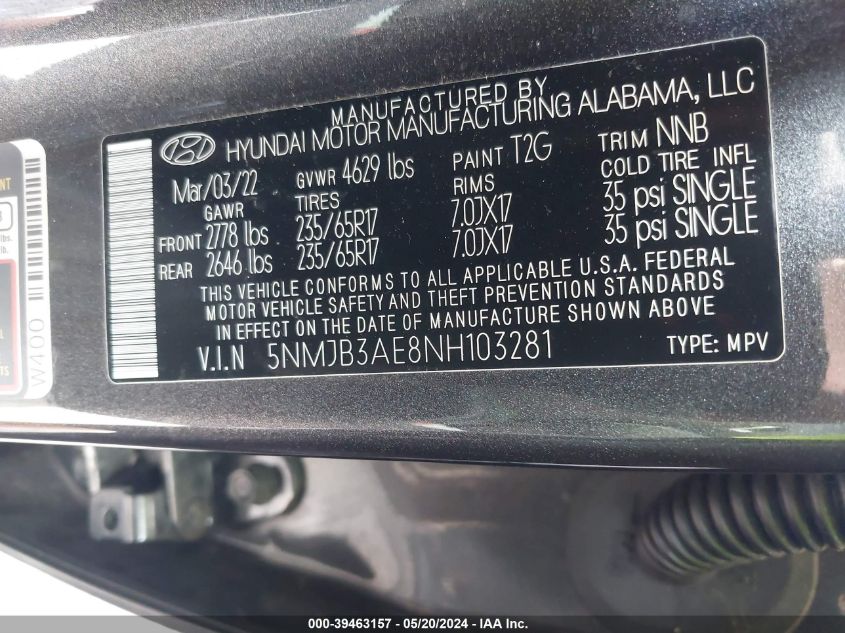 MANUFACTURED BY
HYUNDAI MOTOR MANUFACTURING ALABAMA, LLC
Mar/03/22 GVWR 4629 lbs PAINT T2G TRIM NNB
GAWR TIRES RIMS COLD TIRE INFL
FRONT 2778 lbs 235/65R17 7.0JX17 35 psi SINGLE
REAR 2646 lbs 235/65R17 7.0JX17 35 psi SINGLE
THIS VEHICLE CONFORMS TO ALL APPLICABLE U.S.A. FEDERAL
MOTOR VEHICLE SAFETY AND THEFT PREVENTION STANDARDS
IN EFFECT ON THE DATE OF MANUFACTURE SHOWN ABOVE
V.I.N 5NMJB3AE8NH103281 TYPE: MPV
W400
lbs.
lbs.
000-39463157 - 05/20/2024 - IAA Inc.